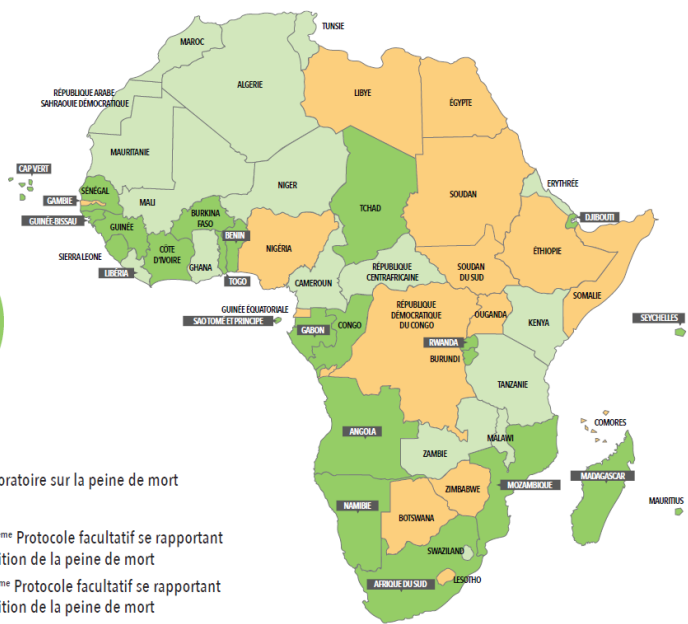 TUNSIE
MAROC
ALGERIE
LIBYE
ÉGYPTE
RÉPUBLIQUE ARABE
SAHRAOUIE DÉMOCRATIQUE
MAURITANIE
MALI
NIGER
TCHAD
SOUDAN
ERYTHRÉE
CAP VERT
SÉNÉGAL
GAMBIE
GUINÉE-BISSAU
GUINÉE
BURKINA
FASO
BENIN
DJIBOUTI
SIERRA LEONE
LIBÉRIA
CÔTE
D'IVOIRE
GHANA
TOGO
NIGÉRIA
CAMEROUN
RÉPUBLIQUE
CENTRAFRICAINE
SOUDAN
DU SUD
ÉTHIOPIE
SOMALIE
GUINÉE ÉQUATORIALE
SAO TOMÉ ET PRINCIPE
GABON
CONGO
RÉPUBLIQUE
DÉMOCRATIQUE
DU CONGO
OUGANDA
KENYA
SEYCHELLES
RWANDA
BURUNDI
TANZANIE
ANGOLA
ZAMBIE
MALAWI
COMORES
MOZAMBIQUE
MADAGASCAR
MAURITIUS
NAMIBIE
BOTSWANA
ZIMBABWE
SWAZILAND
AFRIQUE DU SUD
LESOTHO
oratoire sur la peine de mort
ème Protocole facultatif se rapportant
ition de la peine de mort
ème Protocole facultatif se rapportant
ition de la peine de mort